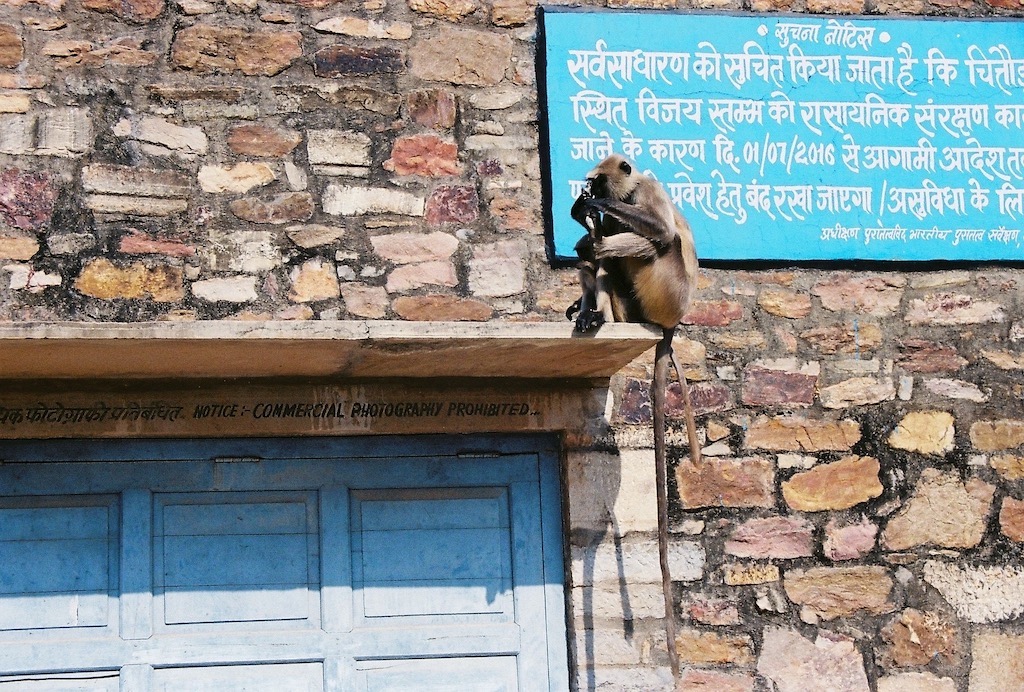 • सुचना नोटिस •
सर्वसाधारण को सुचित किया जाता है कि चित्तौड़
स्थित विजय स्तम्भ को रासायनिक संरक्षण का
जाने के कारण दि. 01/07/2016 से आगामी आदेश त
प्रवेश हेतु बंद रखा जाएगा / असुविधा के लि
अधीक्षण पुरातत्वविद् भारतीय पुरातत्व सर्वेक्षण,
फोटोग्राफी प्रतिबंधित. NOTICE:- COMMERCIAL PHOTOGRAPHY PROHIBITED...